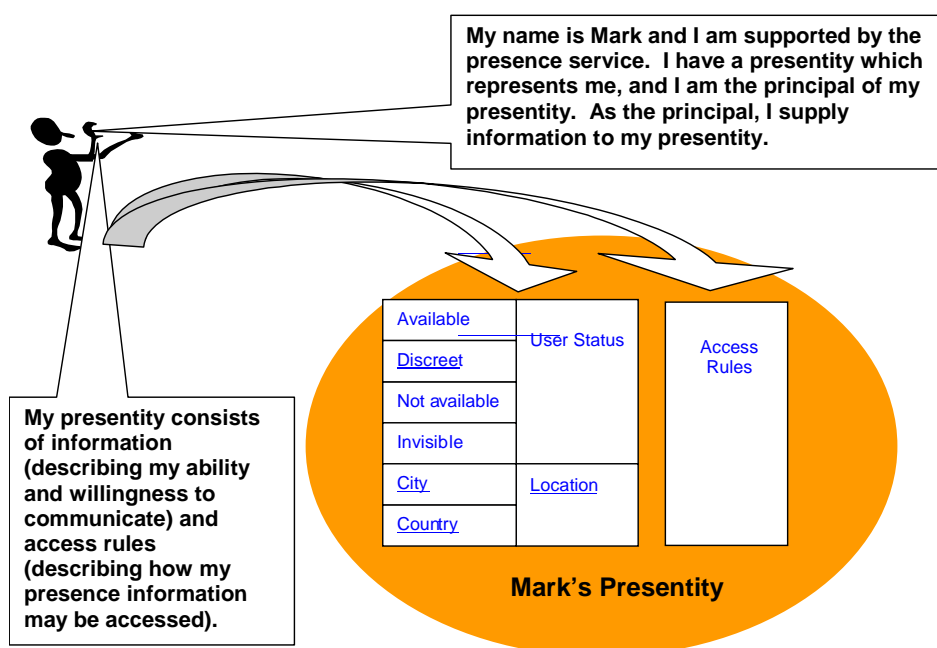 My name is Mark and I am supported by the
presence service.  I have a presentity which
represents me, and I am the principal of my
presentity.  As the principal, I supply
information to my presentity.
Available
User Status
Discreet
Not available
Invisible
City
Location
Country
Access
Rules
My presentity consists
of information
(describing my ability
and willingness to
communicate) and
access rules
(describing how my
presence information
may be accessed).
Mark's Presentity